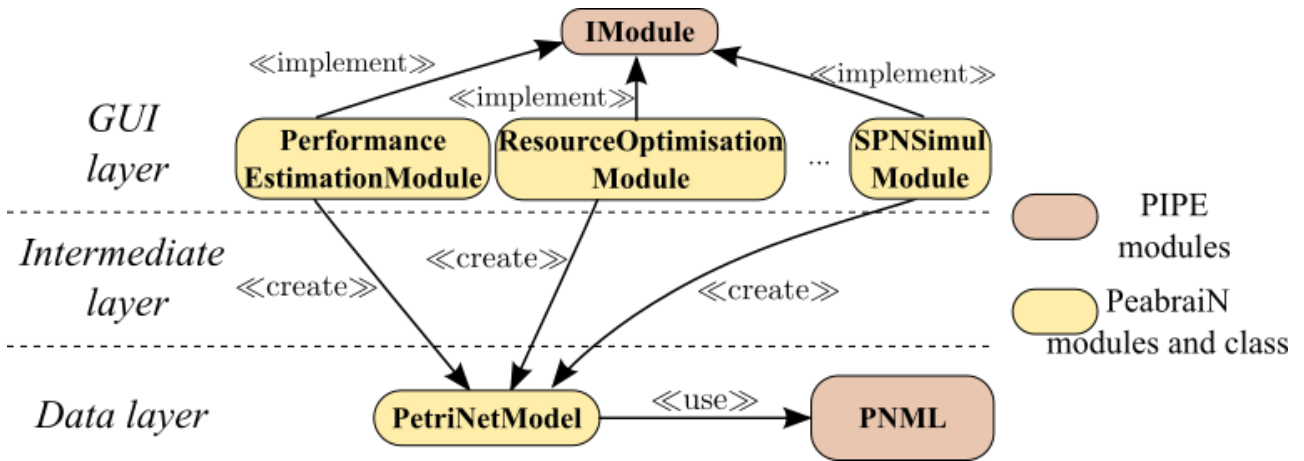 IModule
≪implement≫
≪implement≫
≪implement≫
GUI
layer
Performance
EstimationModule
ResourceOptimisation
Module
...
SPNSimul
Module
PIPE
modules
Intermediate
layer
≪create≫
≪create≫
≪create≫
PeabraiN
modules and class
Data layer
PetriNetModel
≪use≫
PNML